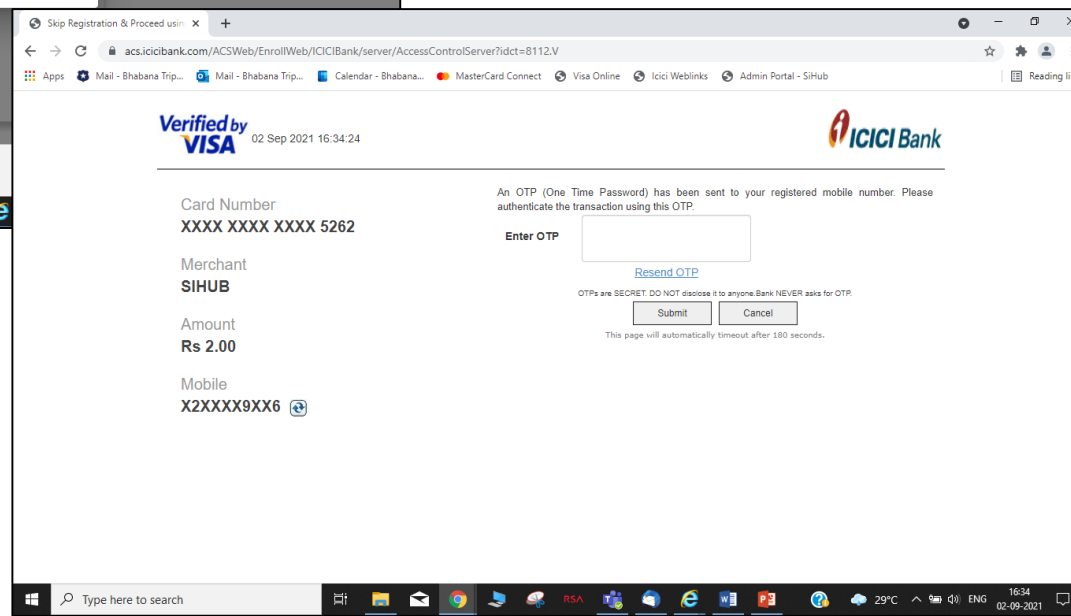 Skip Registration & Proceed usin
acs.icicibank.com/ACSWeb/EnrollWeb/ICICIBank/server/AccessControlServer?idct=8112.V
Apps Mail - Bhabana Trip... Mail - Bhabana Trip... Calendar - Bhabana... MasterCard Connect Visa Online Icici Weblinks Admin Portal - SiHub Reading li
Verified by
VISA
02 Sep 2021 16:34:24
ICICI Bank
Card Number
XXXX XXXX XXXX 5262
Merchant
SIHUB
Amount
Rs 2.00
Mobile
X2XXXX9XX6
An OTP (One Time Password) has been sent to your registered mobile number. Please
authenticate the transaction using this OTP.
Enter OTP
Resend OTP
OTPs are SECRET. DO NOT disclose it to anyone.Bank NEVER asks for OTP.
Submit Cancel
This page will automatically timeout after 180 seconds.
Type here to search
RSA
29°C ENG
16:34
02-09-2021